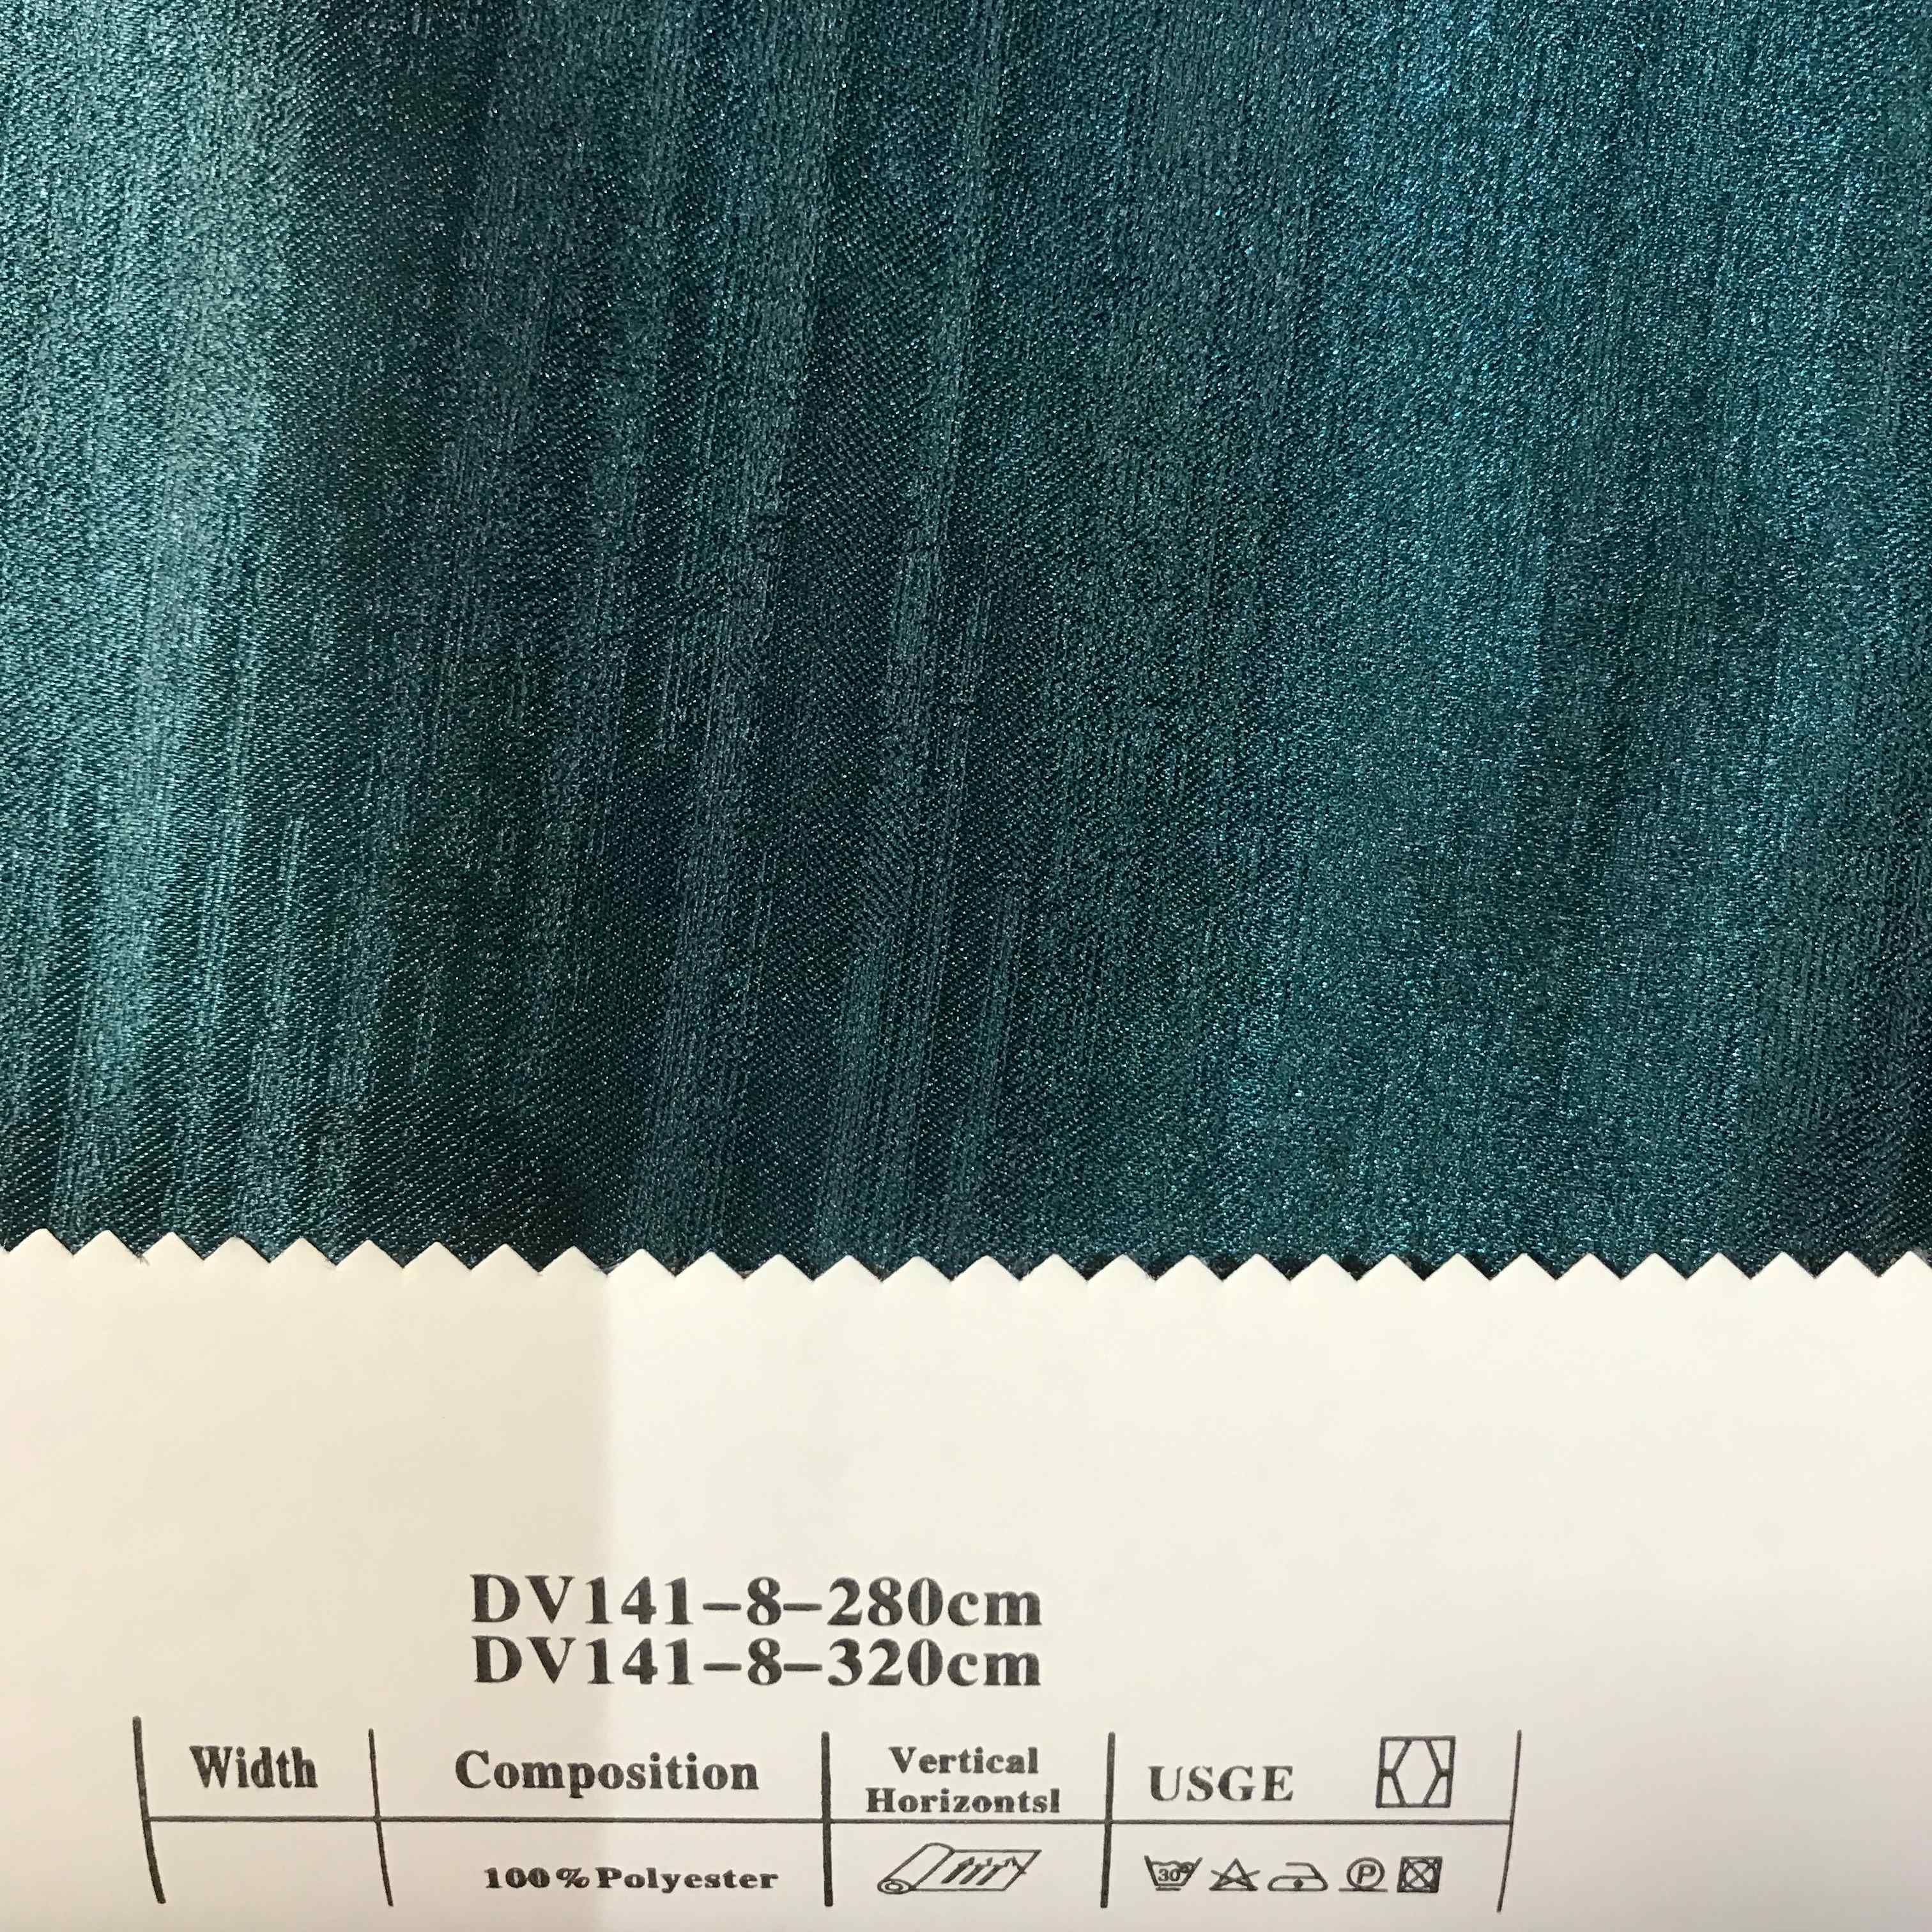 DV141-8-280cm
DV141-8-320cm
Width
Composition
Vertical
Horizontsl
USGE
100%Polyester
30°
P